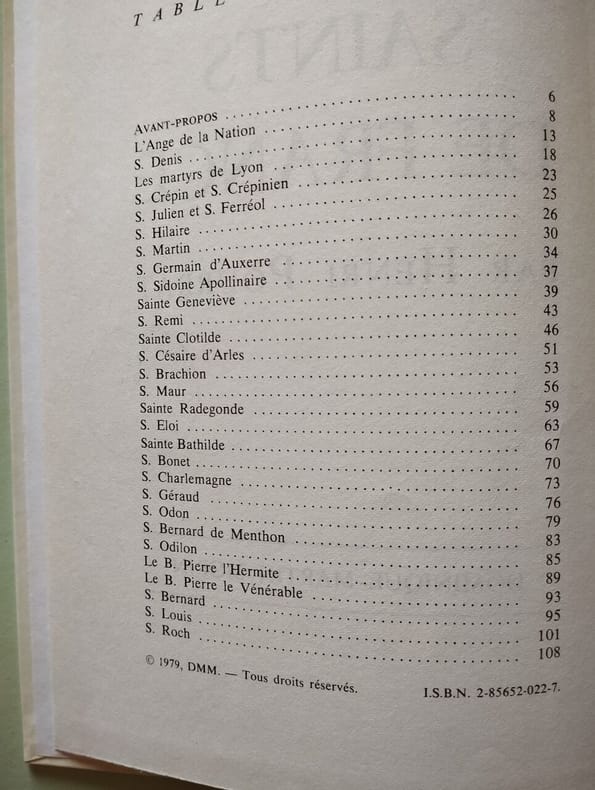 TABLE
AVANT-PROPOS ........ 6
L'Ange de la Nation ........ 8
S. Denis ........ 13
Les martyrs de Lyon ........ 18
S. Crépin et S. Crépinien ........ 23
S. Julien et S. Ferréol ........ 25
S. Hilaire ........ 26
S. Martin ........ 30
S. Germain d'Auxerre ........ 34
S. Sidoine Apollinaire ........ 37
Sainte Geneviève ........ 39
S. Remi ........ 43
Sainte Clotilde ........ 46
S. Césaire d'Arles ........ 51
S. Brachion ........ 53
S. Maur ........ 56
Sainte Radegonde ........ 59
S. Eloi ........ 63
Sainte Bathilde ........ 67
S. Bonet ........ 70
S. Charlemagne ........ 73
S. Géraud ........ 76
S. Odon ........ 79
S. Bernard de Menthon ........ 83
S. Odilon ........ 85
Le B. Pierre l'Hermite ........ 89
Le B. Pierre le Vénérable ........ 93
S. Bernard ........ 95
S. Louis ........ 101
S. Roch ........ 108
© 1979, DMM. — Tous droits réservés. I.S.B.N. 2-85652-022-7.